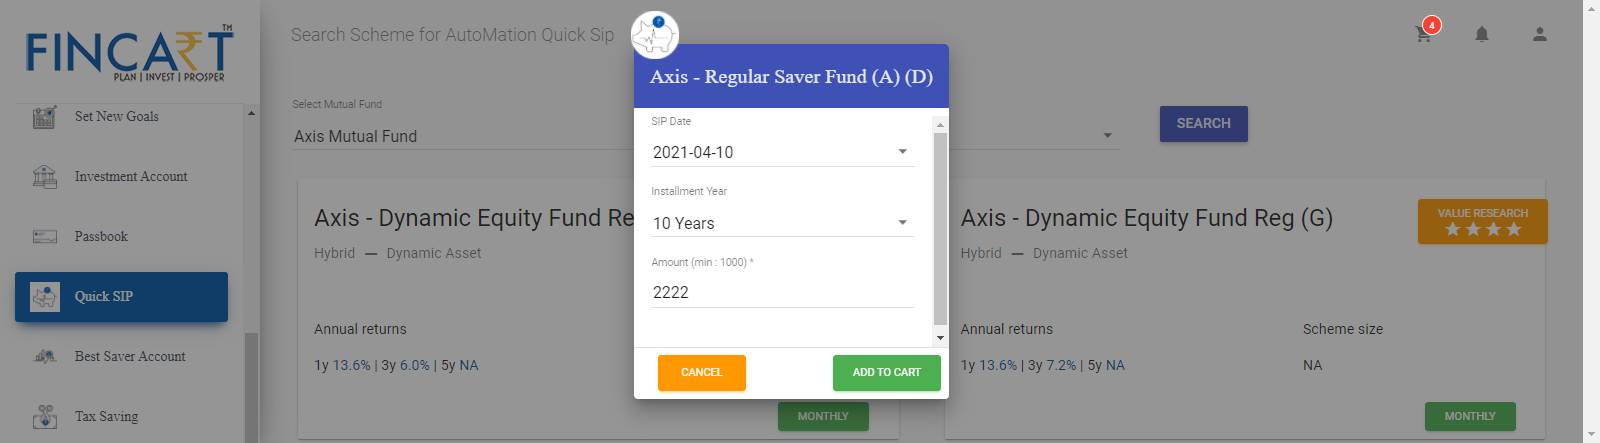 FINCART
TM
PLAN | INVEST | PROSPER
Set New Goals
Investment Account
Passbook
Quick SIP
Best Saver Account
Tax Saving
Search Scheme for AutoMation Quick Sip
4
Select Mutual Fund
Axis Mutual Fund
SEARCH
Axis - Dynamic Equity Fund Re
Hybrid — Dynamic Asset
Annual returns
1y 13.6% | 3y 6.0% | 5y NA
MONTHLY
Axis - Regular Saver Fund (A) (D)
SIP Date
2021-04-10
Installment Year
10 Years
Amount (min : 1000) *
2222
CANCEL
ADD TO CART
Axis - Dynamic Equity Fund Reg (G)
VALUE RESEARCH
Hybrid — Dynamic Asset
Annual returns
Scheme size
1y 13.6% | 3y 7.2% | 5y NA
NA
MONTHLY